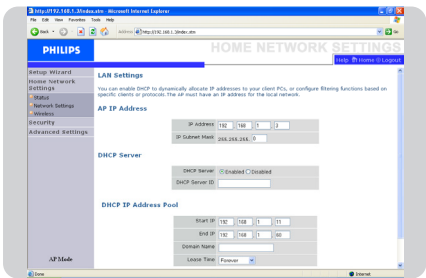 http://192.168.1.3/index.stm - Microsoft Internet Explorer
File Edit View Favorites Tools Help
Back
Address http://192.168.1.3/index.stm Go
PHILIPS
HOME NETWORK SETTINGS
Help Home Logout
Setup Wizard
Home Network Settings
Status
Network Settings
Wireless
Security
Advanced Settings
AP Mode
LAN Settings
You can enable DHCP to dynamically allocate IP addresses to your client PCs, or configure filtering functions based on
specific clients or protocols. The AP must have an IP address for the local network.
AP IP Address
IP Address 192 . 168 . 1 . 3
IP Subnet Mask 255.255.255. 0
DHCP Server
DHCP Server Enabled Disabled
DHCP Server ID
DHCP IP Address Pool
Start IP 192 . 168 . 1 . 11
End IP 192 . 168 . 1 . 60
Domain Name
Lease Time Forever
Done
Internet